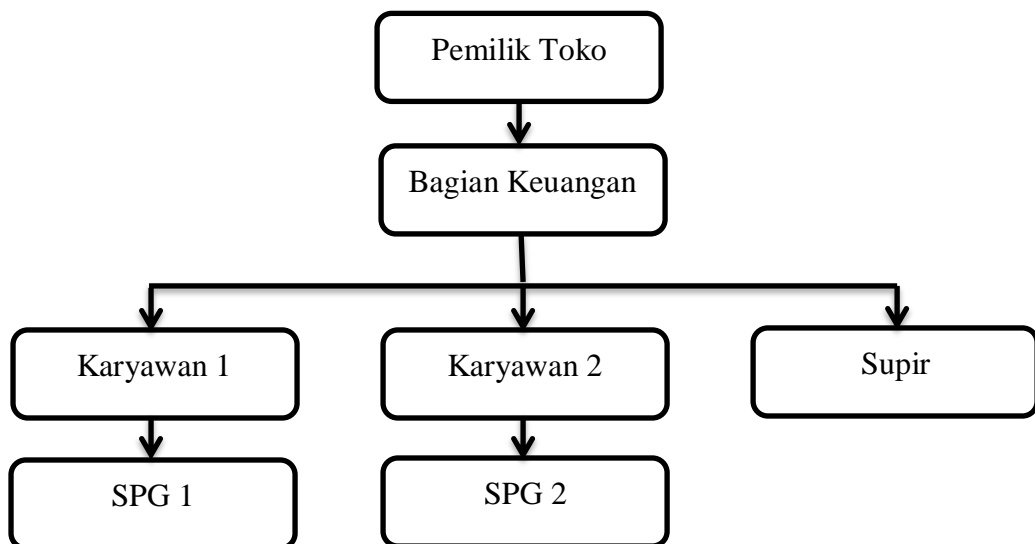 Pemilik Toko
Bagian Keuangan
Karyawan 1
Karyawan 2
Supir
SPG 1
SPG 2